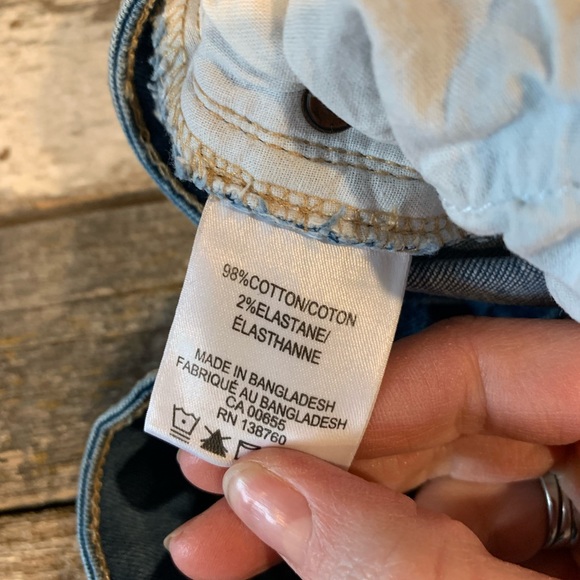 98%COTTON/COTON
2%ELASTANE/
ÉLASTHANNE
MADE IN BANGLADESH
FABRIQUÉ AU BANGLADESH
CA 00655
RN 138760